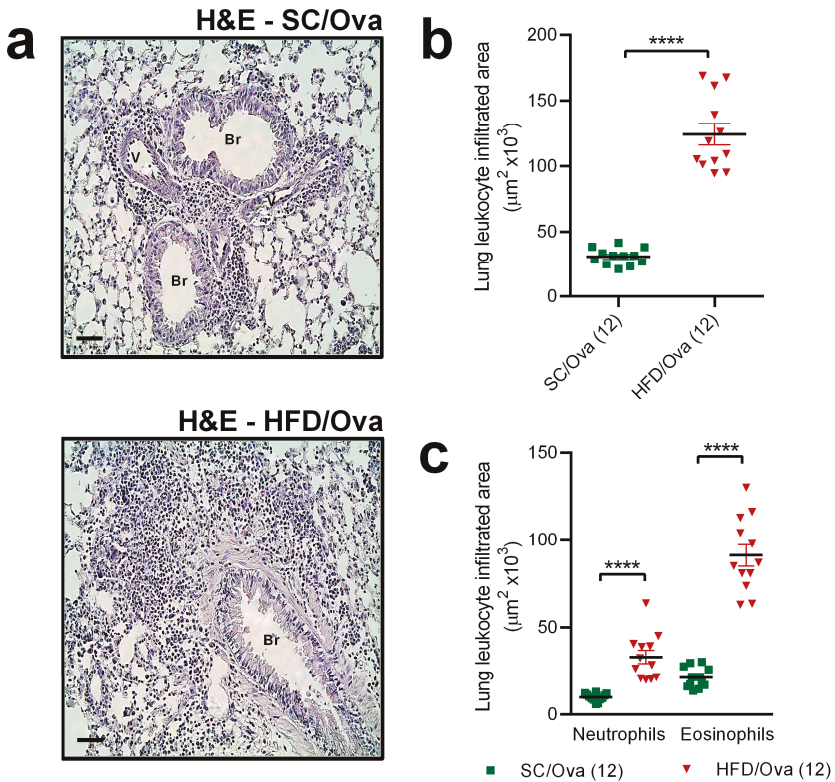 a
H&E - SC/Ova
Br
V
V
Br
H&E - HFD/Ova
Br
b
Lung leukocyte infiltrated area
(µm² x10³)
200
150
100
50
0
****
SC/Ova (12)
HFD/Ova (12)
c
Lung leukocyte infiltrated area
(µm² x10³)
150
100
50
0
****
****
Neutrophils
Eosinophils
SC/Ova (12)
HFD/Ova (12)